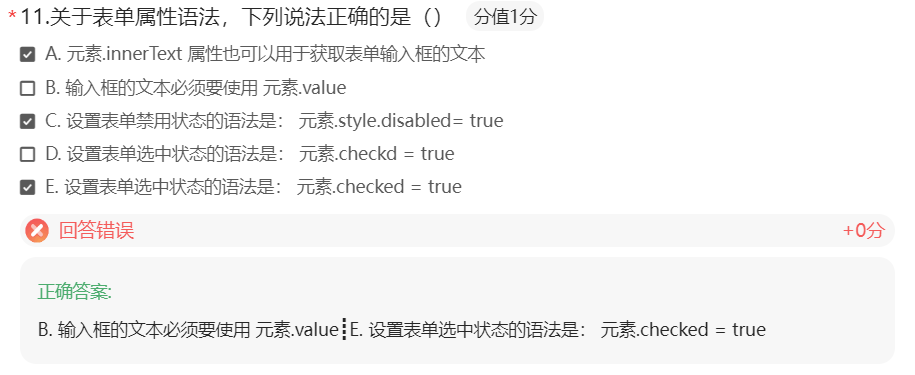 *11.关于表单属性语法，下列说法正确的是（） 分值1分
A. 元素.innerText 属性也可以用于获取表单输入框的文本
B. 输入框的文本必须要使用 元素.value
C. 设置表单禁用状态的语法是： 元素.style.disabled= true
D. 设置表单选中状态的语法是： 元素.checkd = true
E. 设置表单选中状态的语法是： 元素.checked = true
回答错误 +0分
正确答案:
B. 输入框的文本必须要使用 元素.value┋E. 设置表单选中状态的语法是： 元素.checked = true